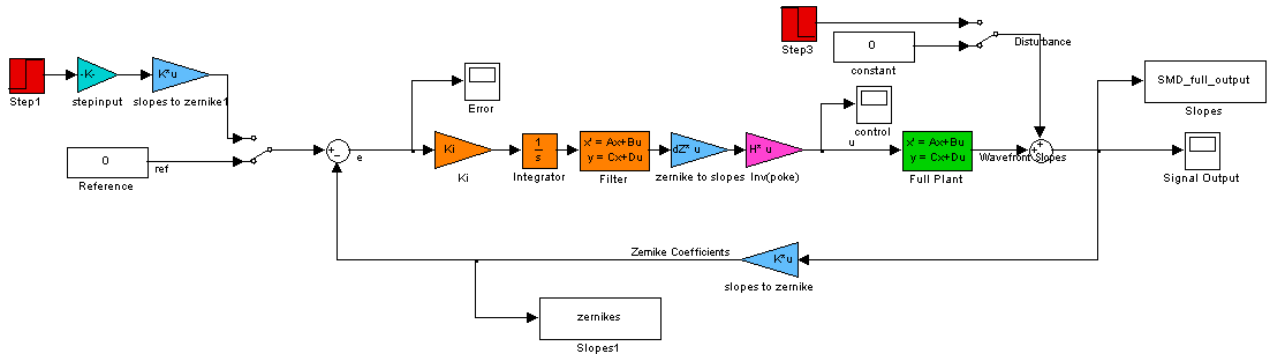 Step3
0
constant
Disturbance
-K-
K*u
Step1
stepinput
slopes to zernike1
Error
control
SMD_full_output
Slopes
0
Reference
ref
+
-
e
Ki
Ki
1
s
Integrator
x' = Ax+Bu
y = Cx+Du
Filter
dZ* u
zernike to slopes
H* u
Inv(poke)
u
x' = Ax+Bu
y = Cx+Du
Full Plant
Wavefront Slopes
+
+
Signal Output
Zernike Coefficients
K*u
slopes to zernike
zernikes
Slopes1